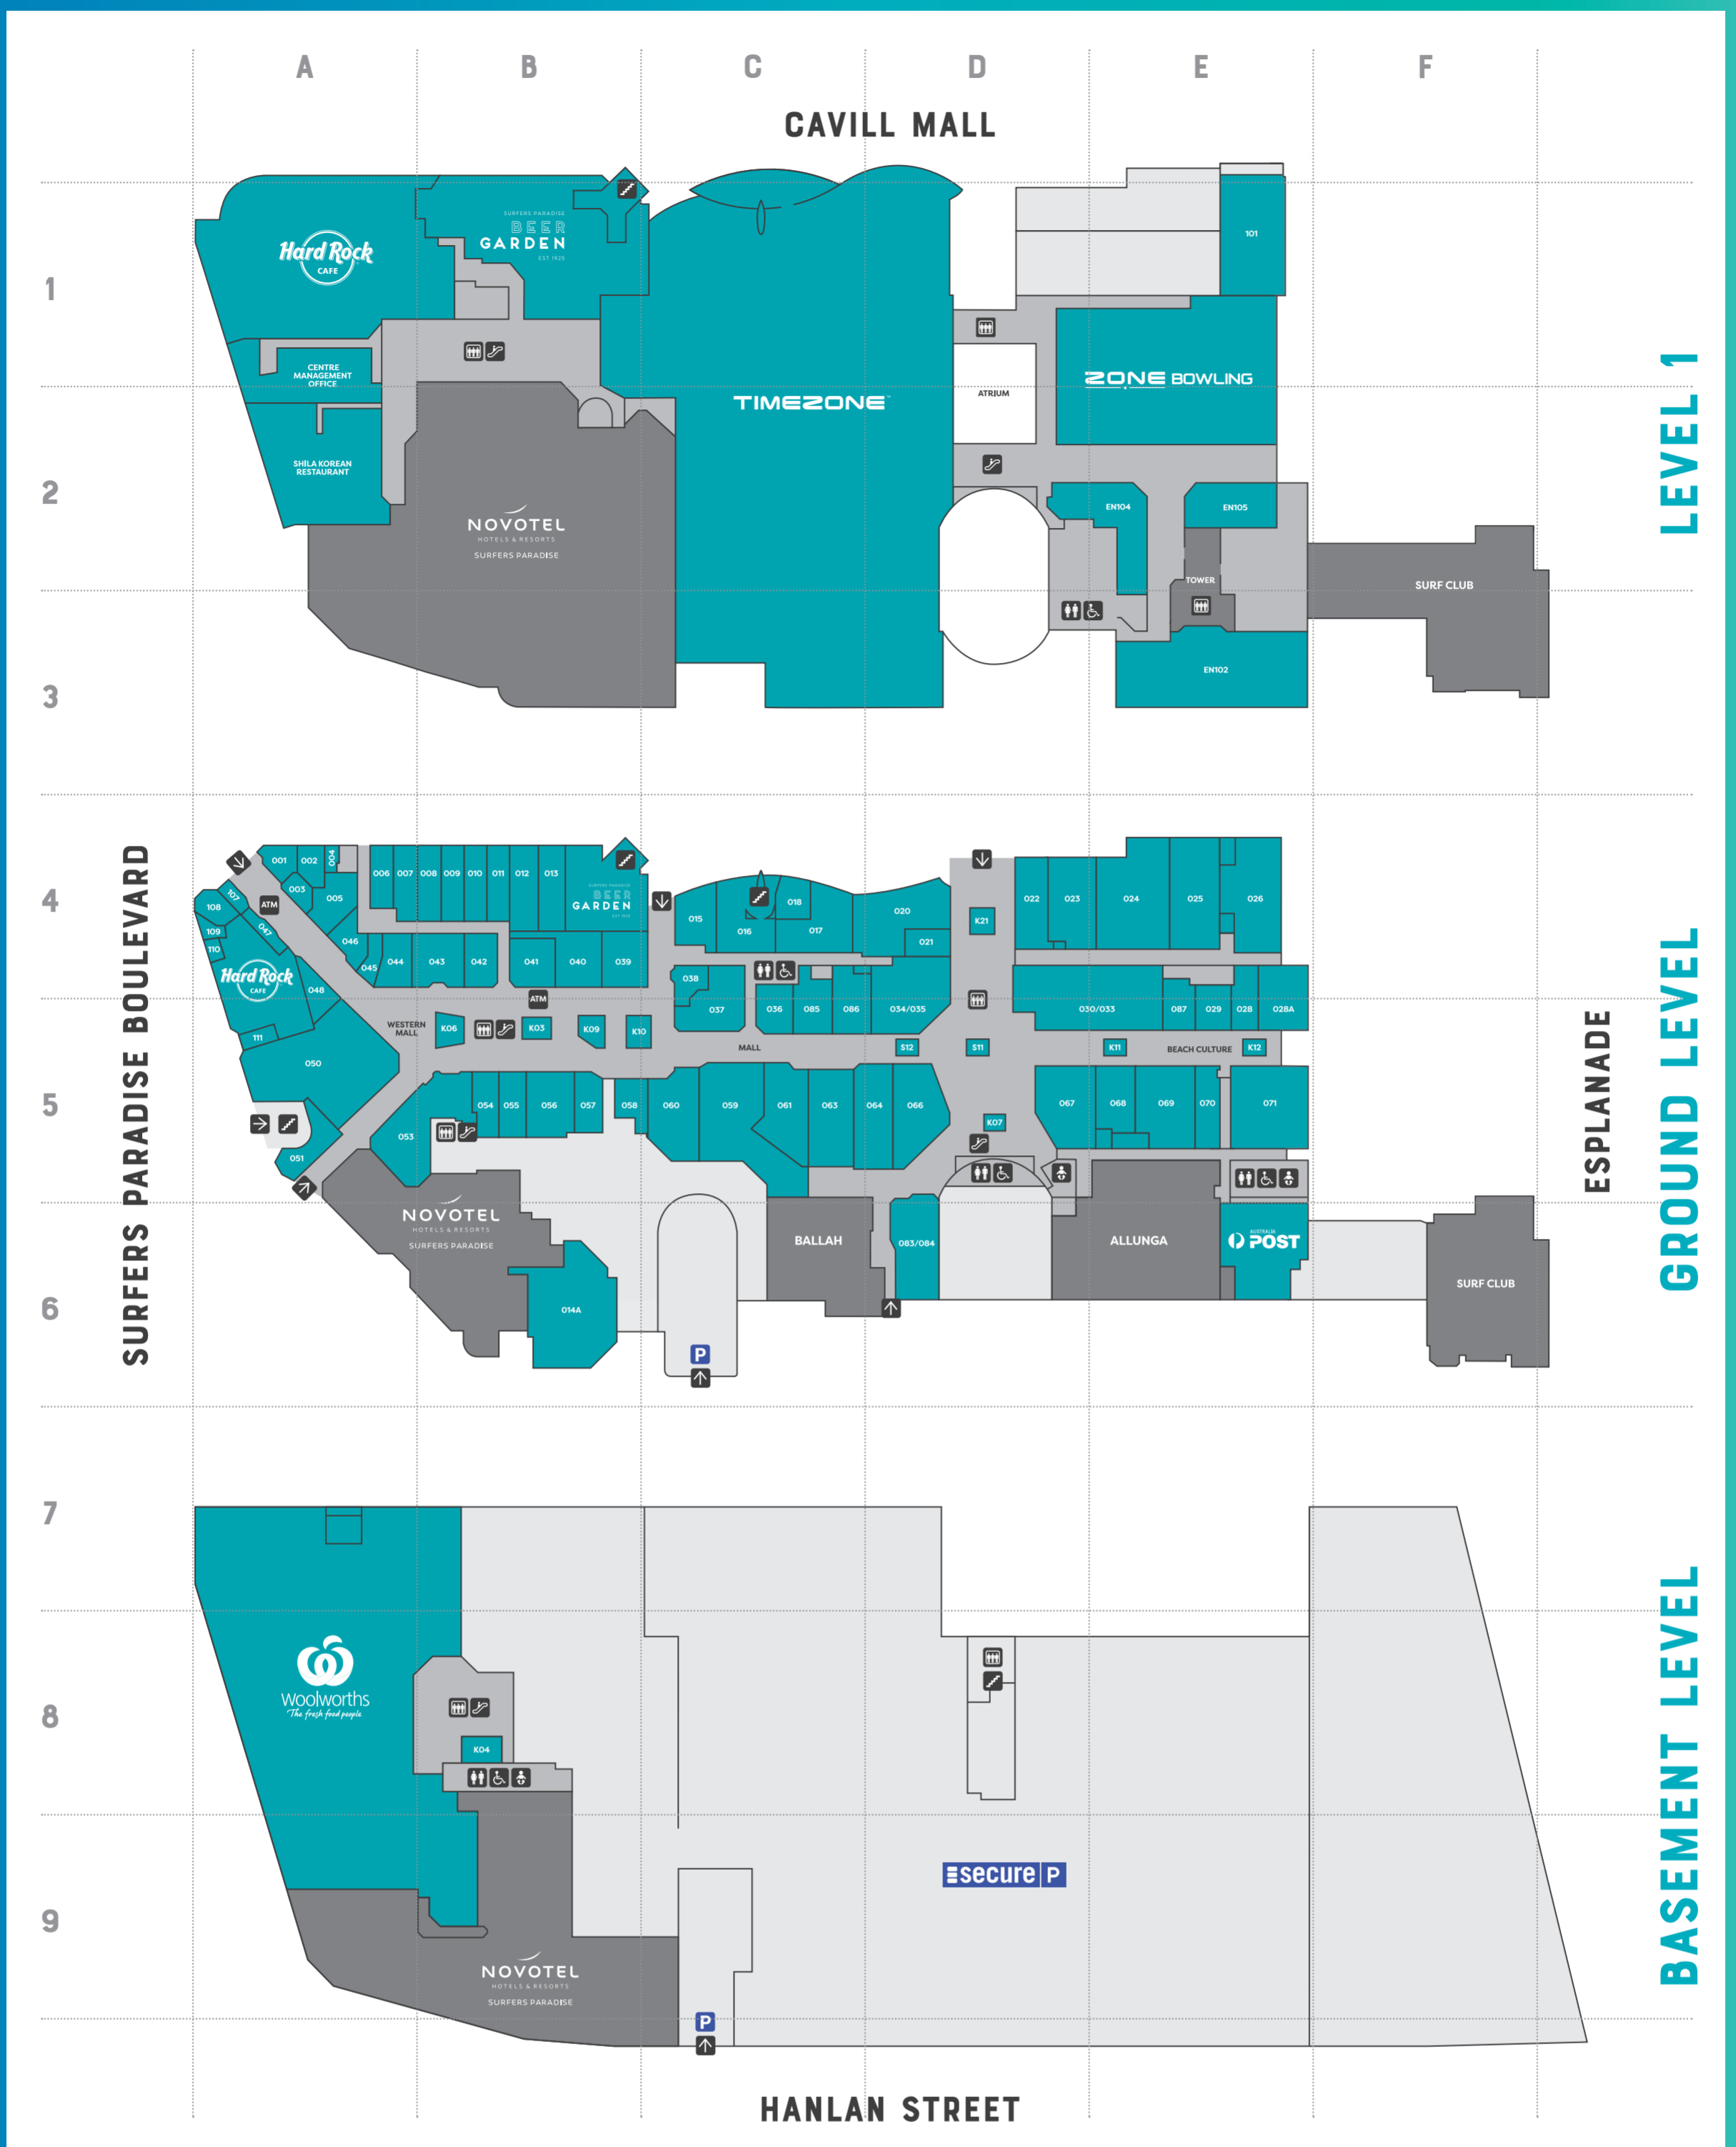 A B C D E F
CAVILL MALL
LEVEL 1
1
Hard Rock
CAFE
SURFERS PARADISE
BEER
GARDEN
EST 1925
101
CENTRE
MANAGEMENT
OFFICE
TIMEZONE
ATRIUM
ZONE BOWLING
2
SHILA KOREAN
RESTAURANT
NOVOTEL
HOTELS & RESORTS
SURFERS PARADISE
EN104
EN105
TOWER
SURF CLUB
3
EN102
SURFERS PARADISE BOULEVARD
GROUND LEVEL
ESPLANADE
4
001
002
004
003
005
006
007
008
009
010
011
012
013
SURFERS PARADISE
BEER
GARDEN
EST 1925
015
016
018
017
020
021
K21
022
023
024
025
026
107
108
109
110
ATM
047
046
045
044
043
042
041
040
039
038
037
036
085
086
034/035
030/033
087
029
028
028A
Hard Rock
CAFE
048
111
050
WESTERN
MALL
ATM
K06
K03
K09
K10
MALL
S12
S11
K11
BEACH CULTURE
K12
5
051
053
054
055
056
057
058
060
059
061
063
064
066
K07
067
068
069
070
071
NOVOTEL
HOTELS & RESORTS
SURFERS PARADISE
BALLAH
083/084
ALLUNGA
AUSTRALIA
POST
SURF CLUB
6
014A
P
7
BASEMENT LEVEL
Woolworths
The fresh food people
8
K04
secure P
9
NOVOTEL
HOTELS & RESORTS
SURFERS PARADISE
P
HANLAN STREET